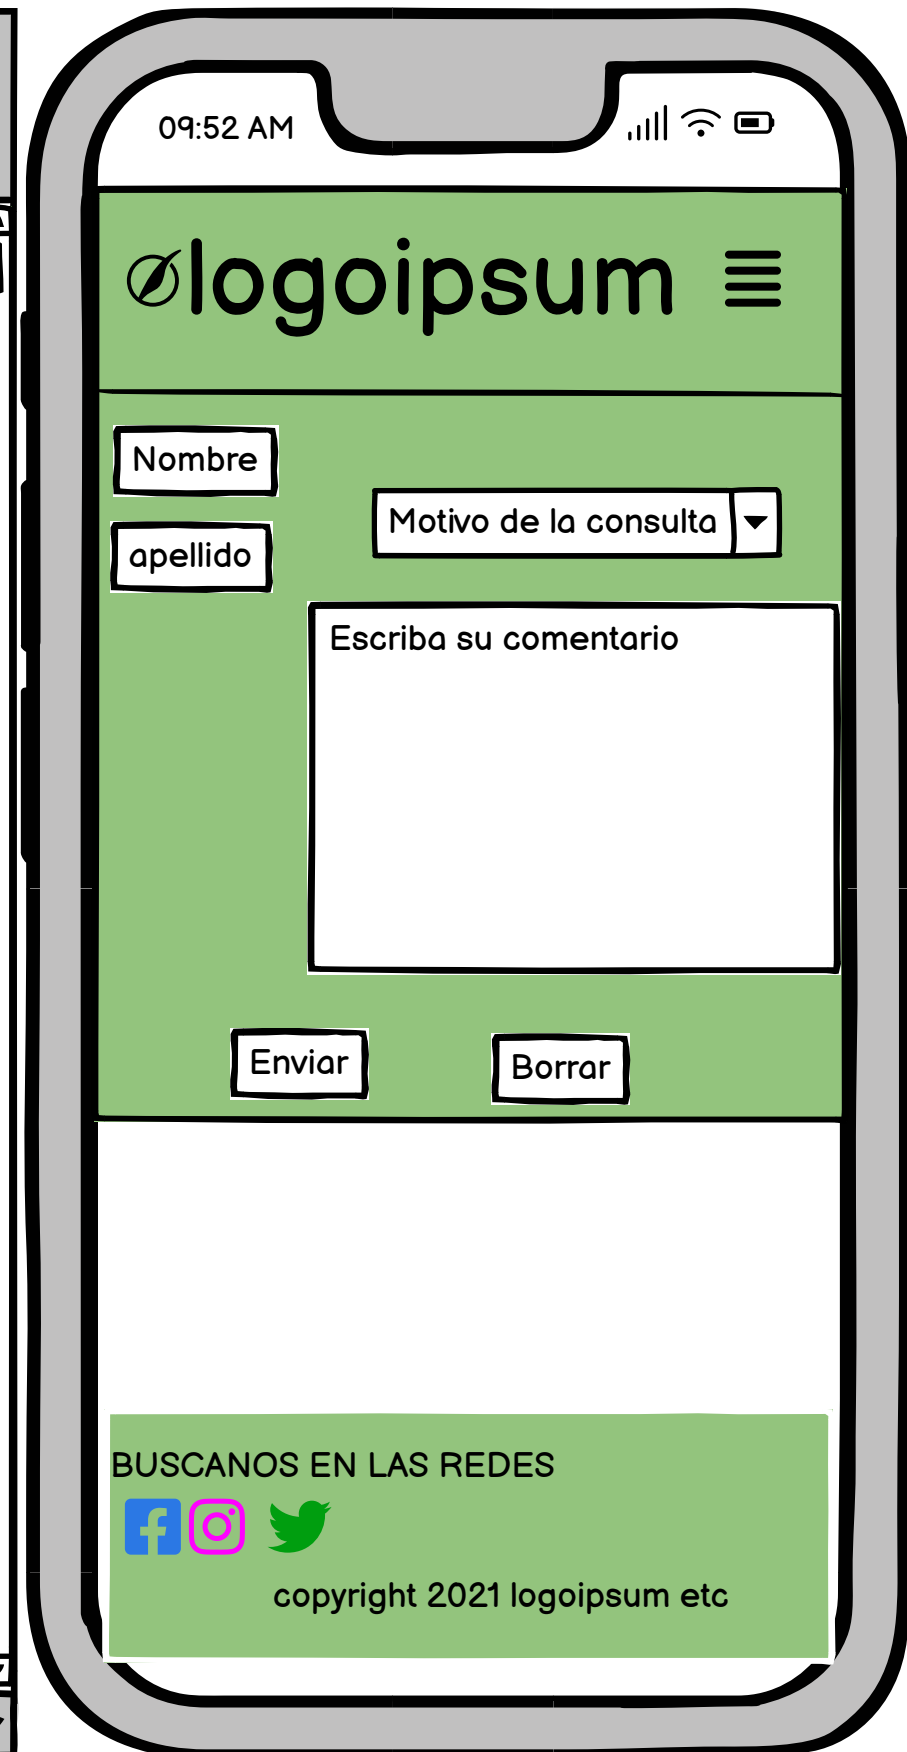 09:52 AM
logoipsum
Nombre
Motivo de la consulta
apellido
Escriba su comentario
Enviar
Borrar
BUSCANOS EN LAS REDES
copyright 2021 logoipsum etc